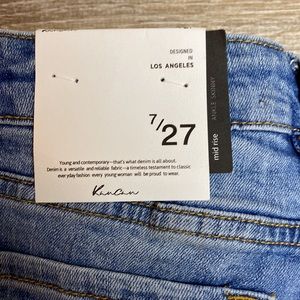 DESIGNED
IN
LOS ANGELES
7/27
ANKLE SKINNY
mid rise
Young and contemporary—that's what denim is all about.
Denim is a versatile and reliable fabric—a timeless testament to classic
everyday fashion every young woman will be proud to wear.
KanCan